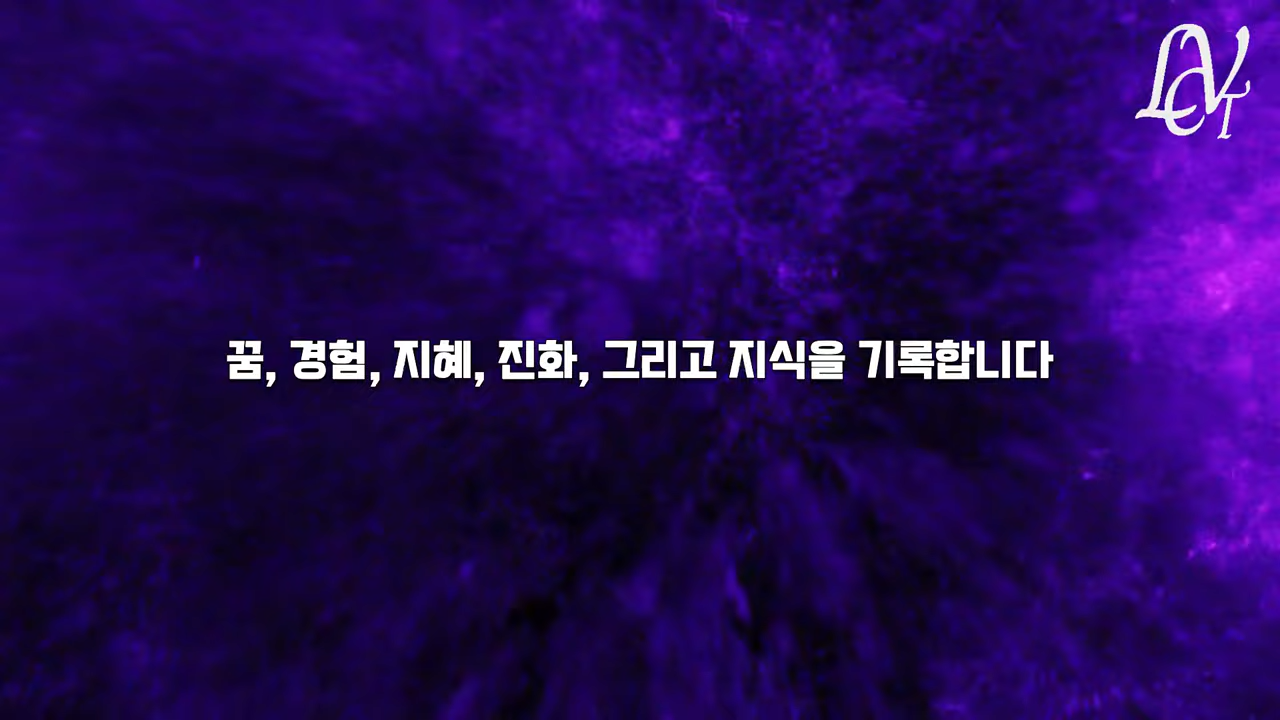 꿈, 경험, 지혜, 진화, 그리고 지식을 기록합니다